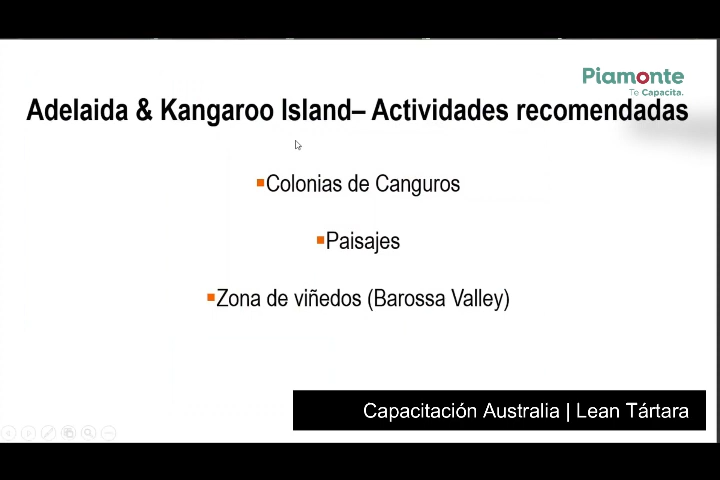 Piamonte
Te Capacita.
Adelaida & Kangaroo Island– Actividades recomendadas
Colonias de Canguros
Paisajes
Zona de viñedos (Barossa Valley)
Capacitación Australia | Lean Tártara